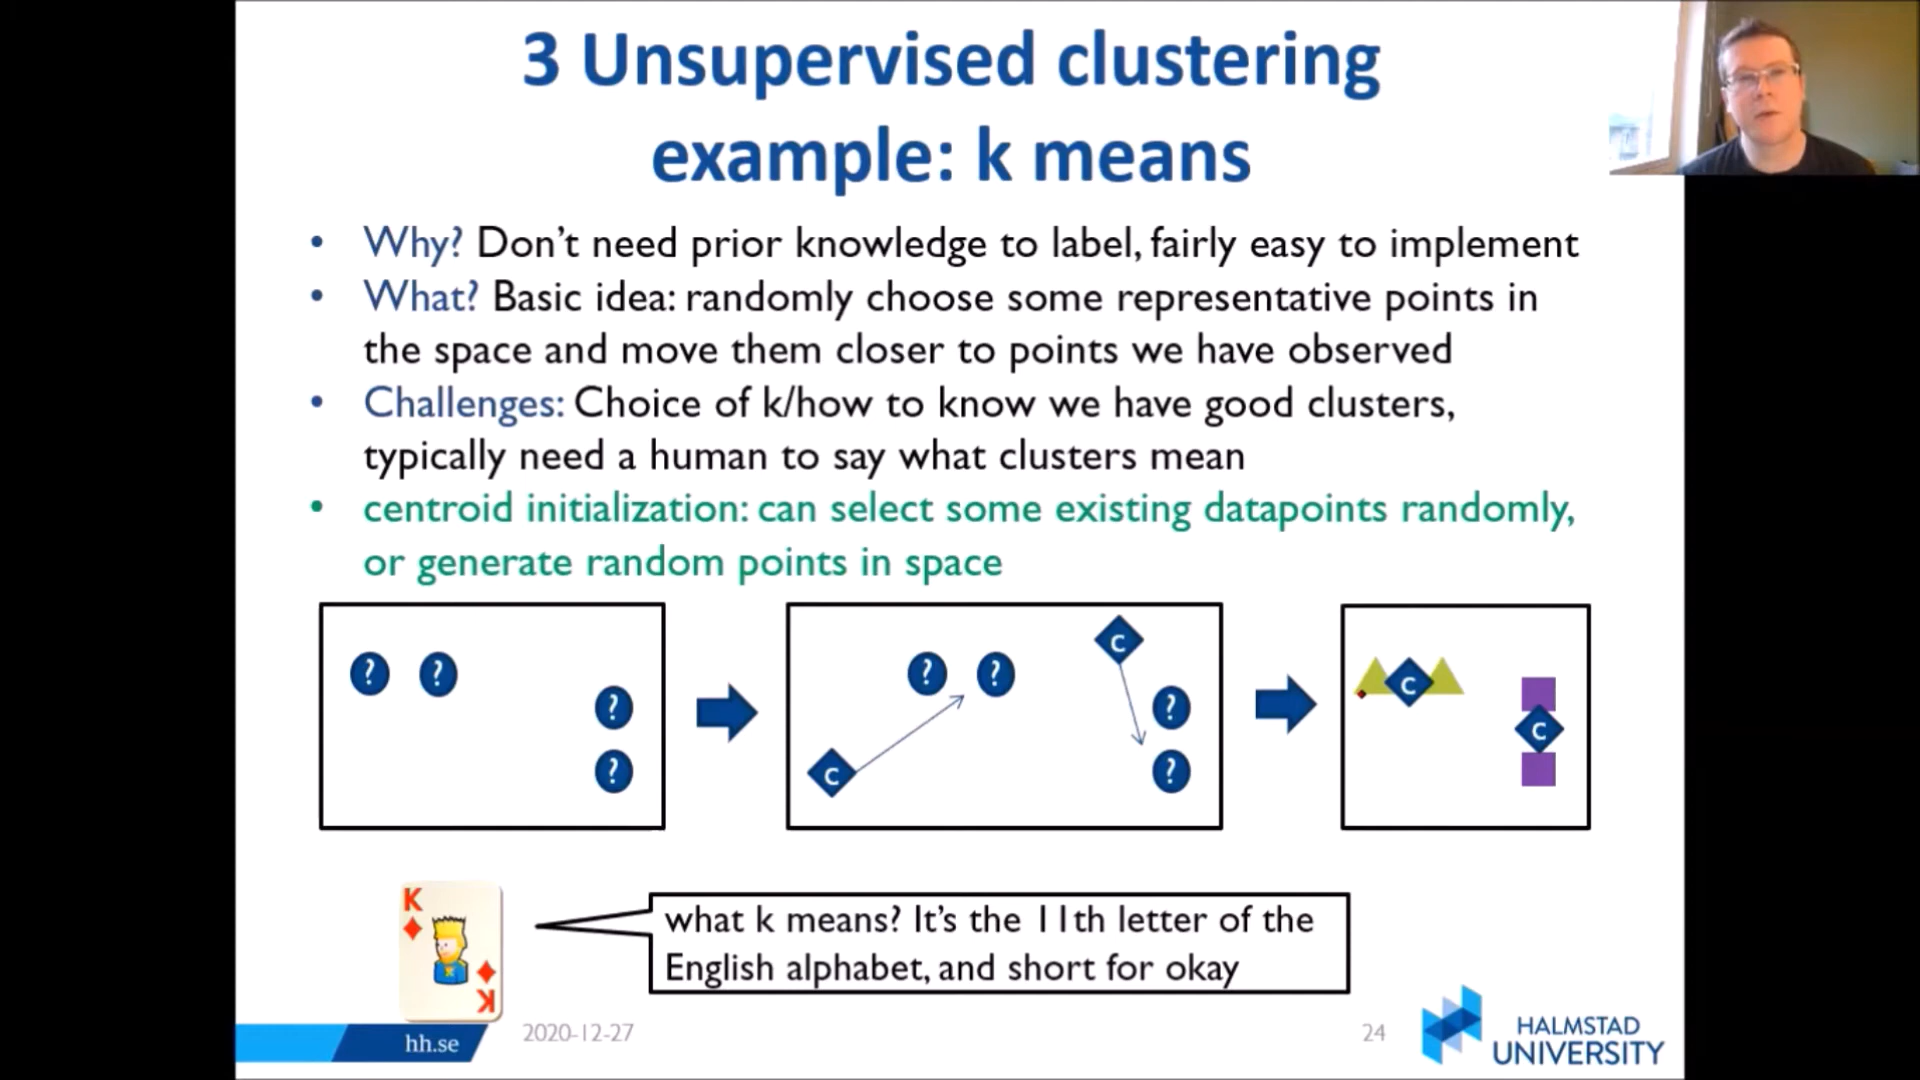 3 Unsupervised clustering
example: k means
• Why? Don't need prior knowledge to label, fairly easy to implement
• What? Basic idea: randomly choose some representative points in
the space and move them closer to points we have observed
• Challenges: Choice of k/how to know we have good clusters,
typically need a human to say what clusters mean
• centroid initialization: can select some existing datapoints randomly,
or generate random points in space
? ?
?
?
C
? ?
?
C
?
C
C
K
K
what k means? It's the 11th letter of the
English alphabet, and short for okay
hh.se
2020-12-27
24
HALMSTAD
UNIVERSITY